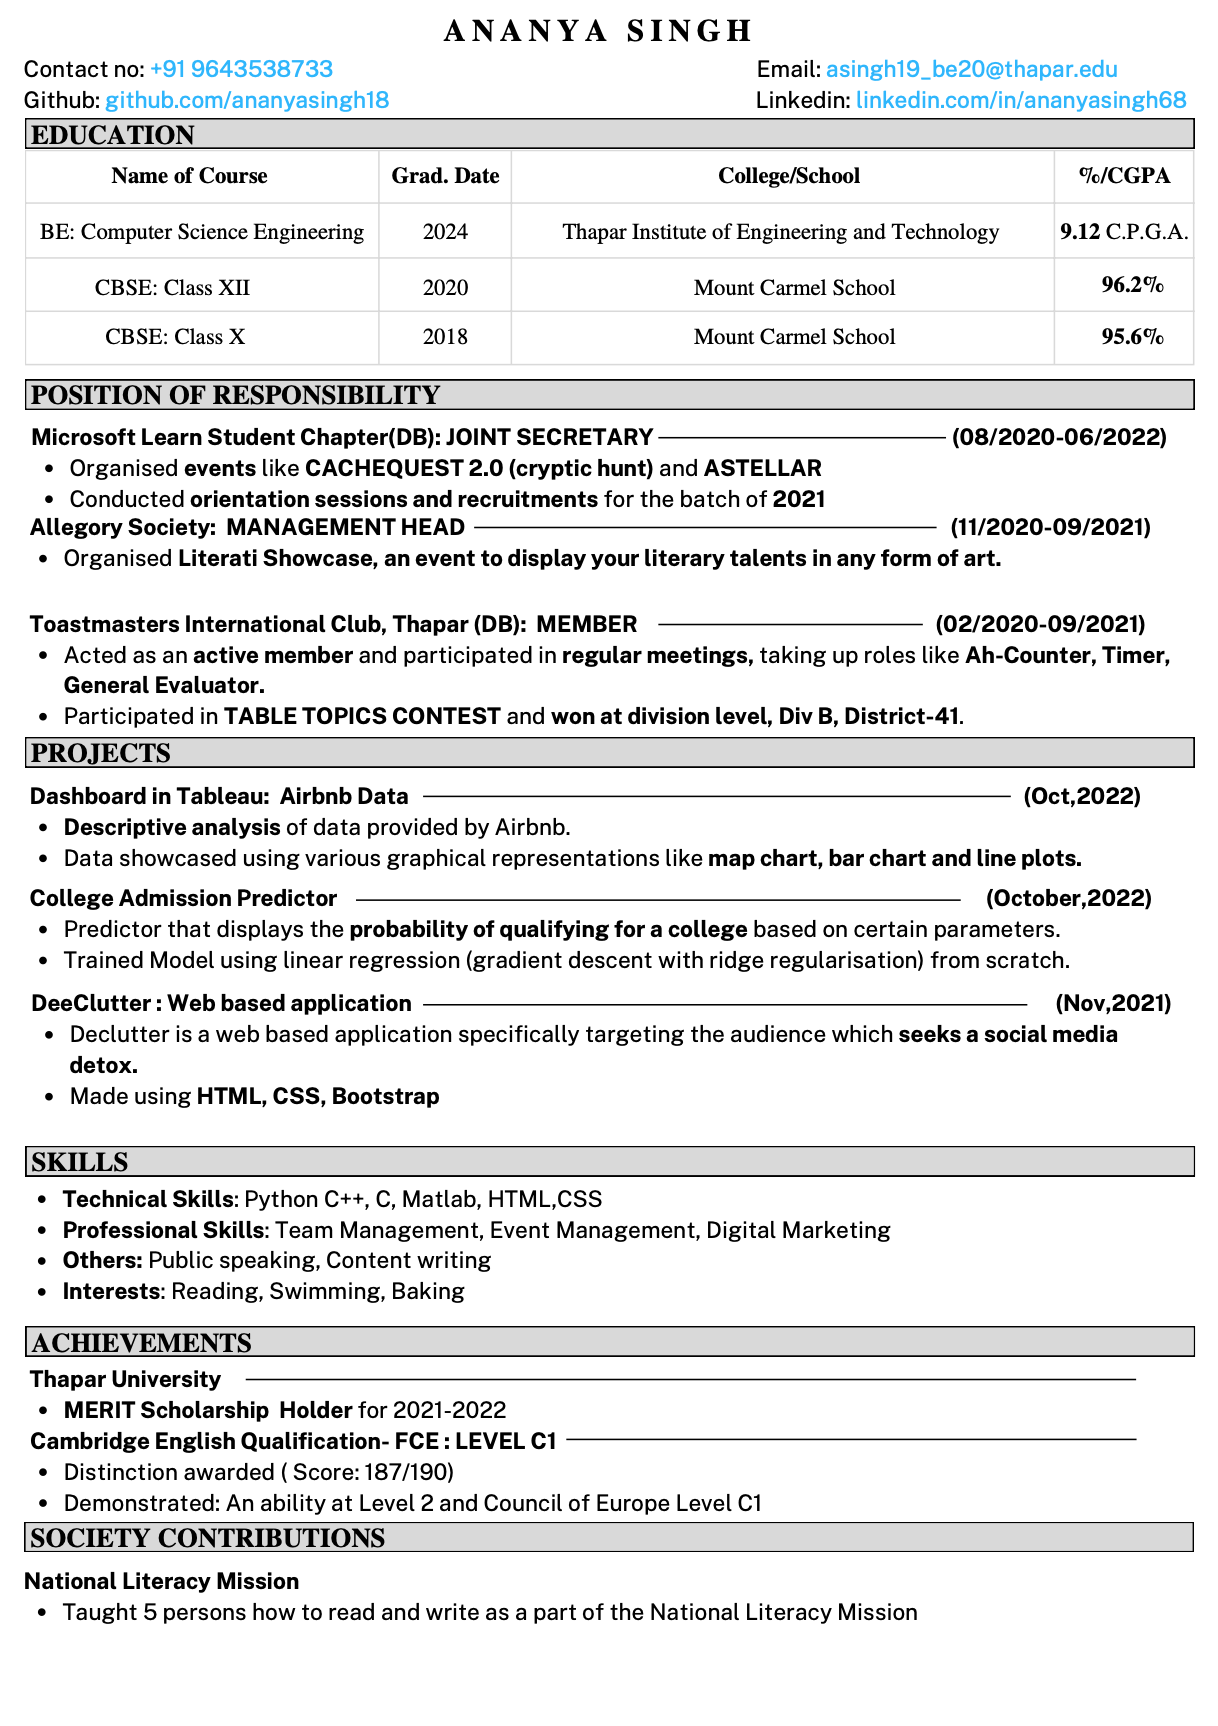 ANANYA SINGH
Contact no: +91 9643538733 Email: asingh19_be20@thapar.edu
Github: github.com/ananyasingh18 Linkedin: linkedin.com/in/ananyasingh68
EDUCATION
Name of Course Grad. Date College/School %/CGPA
BE: Computer Science Engineering 2024 Thapar Institute of Engineering and Technology 9.12 C.P.G.A.
CBSE: Class XII 2020 Mount Carmel School 96.2%
CBSE: Class X 2018 Mount Carmel School 95.6%
POSITION OF RESPONSIBILITY
Microsoft Learn Student Chapter(DB): JOINT SECRETARY (08/2020-06/2022)
• Organised events like CACHEQUEST 2.0 (cryptic hunt) and ASTELLAR
• Conducted orientation sessions and recruitments for the batch of 2021
Allegory Society: MANAGEMENT HEAD (11/2020-09/2021)
• Organised Literati Showcase, an event to display your literary talents in any form of art.
Toastmasters International Club, Thapar (DB): MEMBER (02/2020-09/2021)
• Acted as an active member and participated in regular meetings, taking up roles like Ah-Counter, Timer,
General Evaluator.
• Participated in TABLE TOPICS CONTEST and won at division level, Div B, District-41.
PROJECTS
Dashboard in Tableau: Airbnb Data (Oct,2022)
• Descriptive analysis of data provided by Airbnb.
• Data showcased using various graphical representations like map chart, bar chart and line plots.
College Admission Predictor (October,2022)
• Predictor that displays the probability of qualifying for a college based on certain parameters.
• Trained Model using linear regression (gradient descent with ridge regularisation) from scratch.
DeeClutter : Web based application (Nov,2021)
• Declutter is a web based application specifically targeting the audience which seeks a social media
detox.
• Made using HTML, CSS, Bootstrap
SKILLS
• Technical Skills: Python C++, C, Matlab, HTML,CSS
• Professional Skills: Team Management, Event Management, Digital Marketing
• Others: Public speaking, Content writing
• Interests: Reading, Swimming, Baking
ACHIEVEMENTS
Thapar University
• MERIT Scholarship Holder for 2021-2022
Cambridge English Qualification- FCE : LEVEL C1
• Distinction awarded ( Score: 187/190)
• Demonstrated: An ability at Level 2 and Council of Europe Level C1
SOCIETY CONTRIBUTIONS
National Literacy Mission
• Taught 5 persons how to read and write as a part of the National Literacy Mission